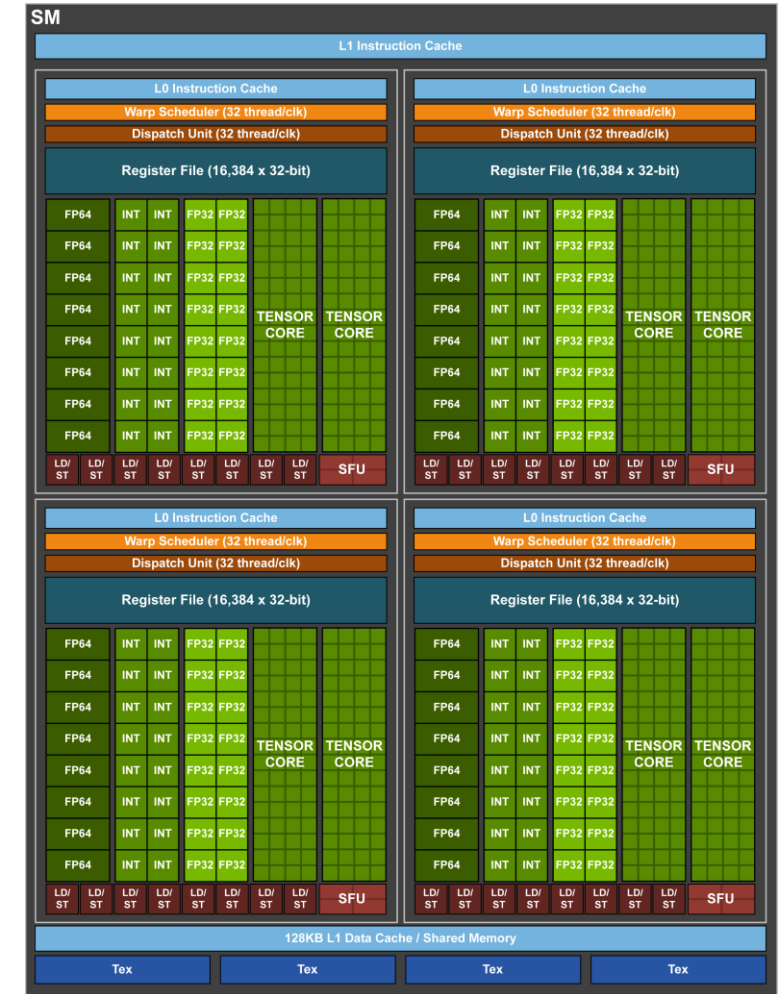 SM
L1 Instruction Cache
L0 Instruction Cache
Warp Scheduler (32 thread/clk)
Dispatch Unit (32 thread/clk)
Register File (16,384 x 32-bit)
FP64 INT INT FP32 FP32
FP64 INT INT FP32 FP32
FP64 INT INT FP32 FP32
FP64 INT INT FP32 FP32
FP64 INT INT FP32 FP32
FP64 INT INT FP32 FP32
FP64 INT INT FP32 FP32
FP64 INT INT FP32 FP32
TENSOR CORE
TENSOR CORE
LD/ST LD/ST LD/ST LD/ST LD/ST LD/ST LD/ST LD/ST SFU
L0 Instruction Cache
Warp Scheduler (32 thread/clk)
Dispatch Unit (32 thread/clk)
Register File (16,384 x 32-bit)
FP64 INT INT FP32 FP32
FP64 INT INT FP32 FP32
FP64 INT INT FP32 FP32
FP64 INT INT FP32 FP32
FP64 INT INT FP32 FP32
FP64 INT INT FP32 FP32
FP64 INT INT FP32 FP32
FP64 INT INT FP32 FP32
TENSOR CORE
TENSOR CORE
LD/ST LD/ST LD/ST LD/ST LD/ST LD/ST LD/ST LD/ST SFU
L0 Instruction Cache
Warp Scheduler (32 thread/clk)
Dispatch Unit (32 thread/clk)
Register File (16,384 x 32-bit)
FP64 INT INT FP32 FP32
FP64 INT INT FP32 FP32
FP64 INT INT FP32 FP32
FP64 INT INT FP32 FP32
FP64 INT INT FP32 FP32
FP64 INT INT FP32 FP32
FP64 INT INT FP32 FP32
FP64 INT INT FP32 FP32
TENSOR CORE
TENSOR CORE
LD/ST LD/ST LD/ST LD/ST LD/ST LD/ST LD/ST LD/ST SFU
L0 Instruction Cache
Warp Scheduler (32 thread/clk)
Dispatch Unit (32 thread/clk)
Register File (16,384 x 32-bit)
FP64 INT INT FP32 FP32
FP64 INT INT FP32 FP32
FP64 INT INT FP32 FP32
FP64 INT INT FP32 FP32
FP64 INT INT FP32 FP32
FP64 INT INT FP32 FP32
FP64 INT INT FP32 FP32
FP64 INT INT FP32 FP32
TENSOR CORE
TENSOR CORE
LD/ST LD/ST LD/ST LD/ST LD/ST LD/ST LD/ST LD/ST SFU
128KB L1 Data Cache / Shared Memory
Tex Tex Tex Tex